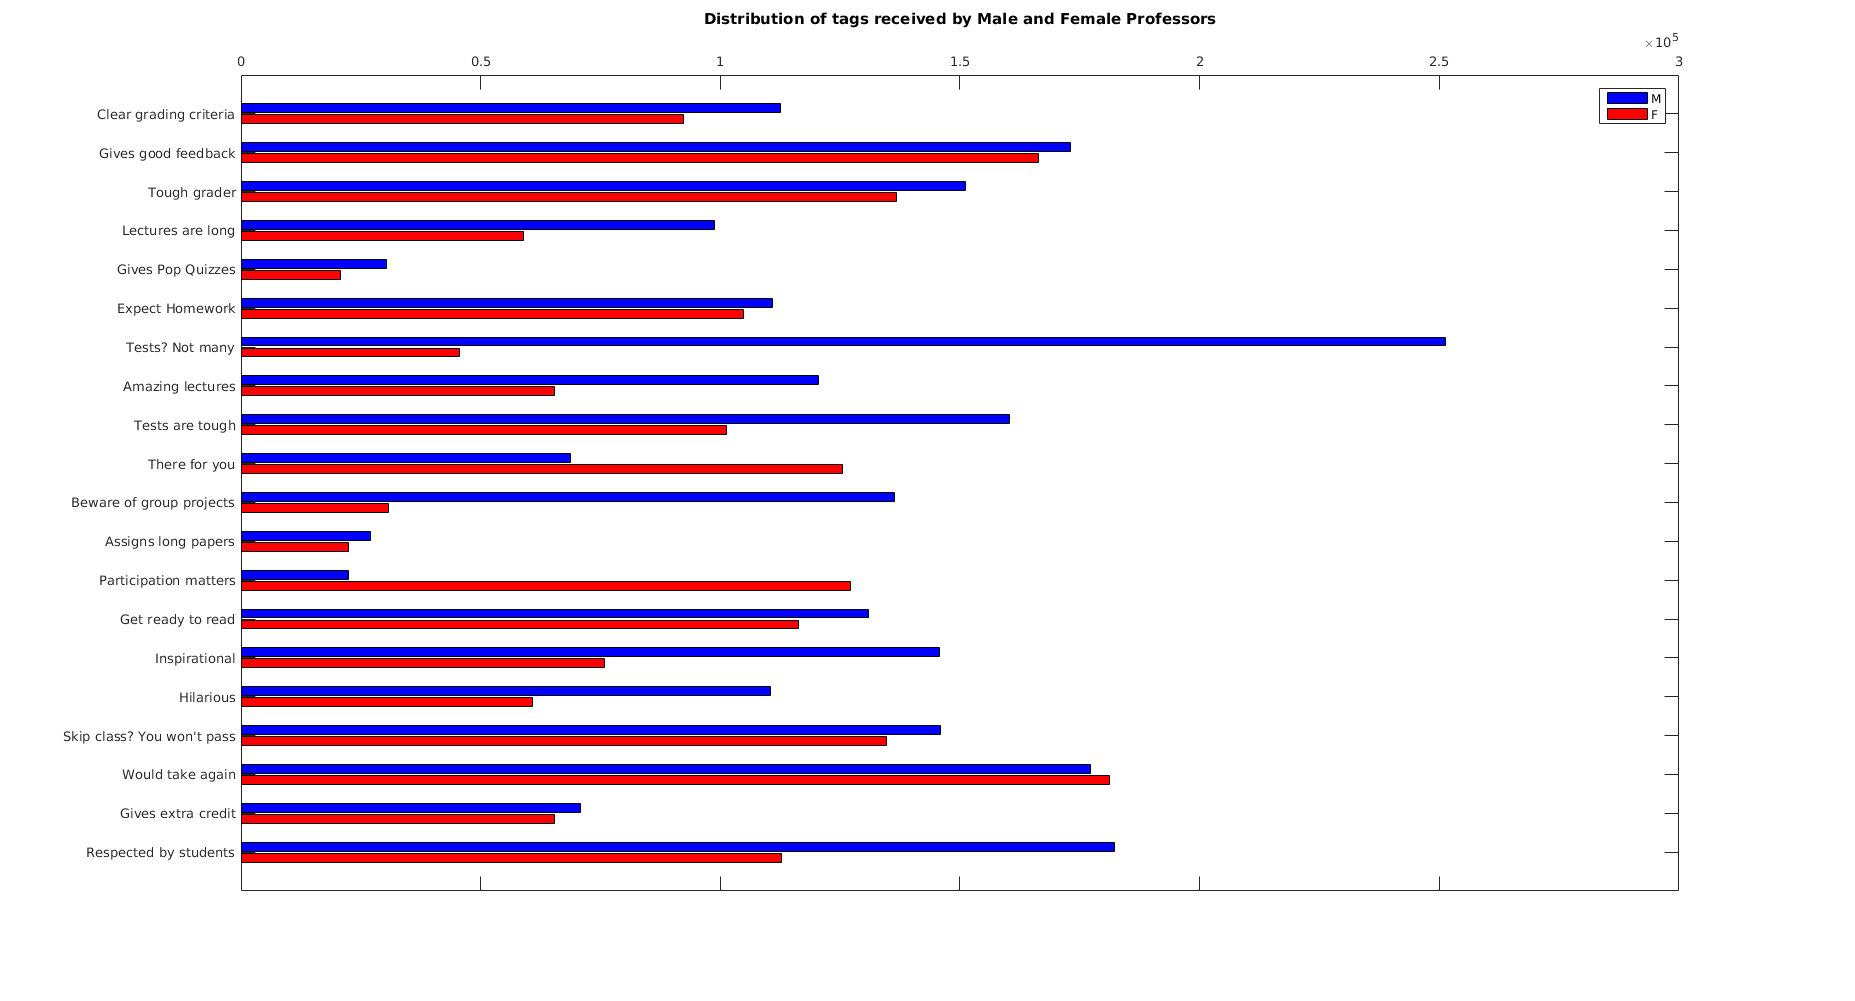 Distribution of tags received by Male and Female Professors
×10^5
0 0.5 1 1.5 2 2.5 3
M
F
Clear grading criteria
Gives good feedback
Tough grader
Lectures are long
Gives Pop Quizzes
Expect Homework
Tests? Not many
Amazing lectures
Tests are tough
There for you
Beware of group projects
Assigns long papers
Participation matters
Get ready to read
Inspirational
Hilarious
Skip class? You won't pass
Would take again
Gives extra credit
Respected by students